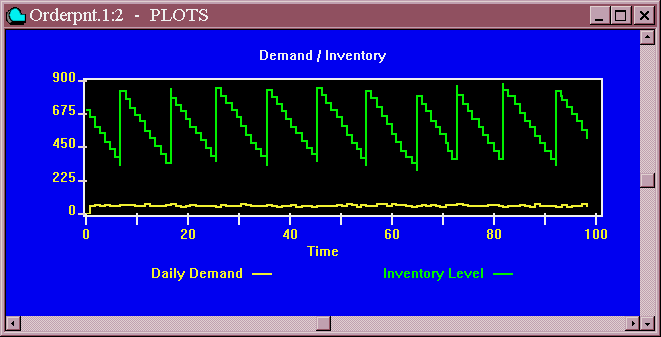 Orderpnt.1:2 - PLOTS
Demand / Inventory
900
675
450
225
0
0 20 40 60 80 100
Time
Daily Demand Inventory Level